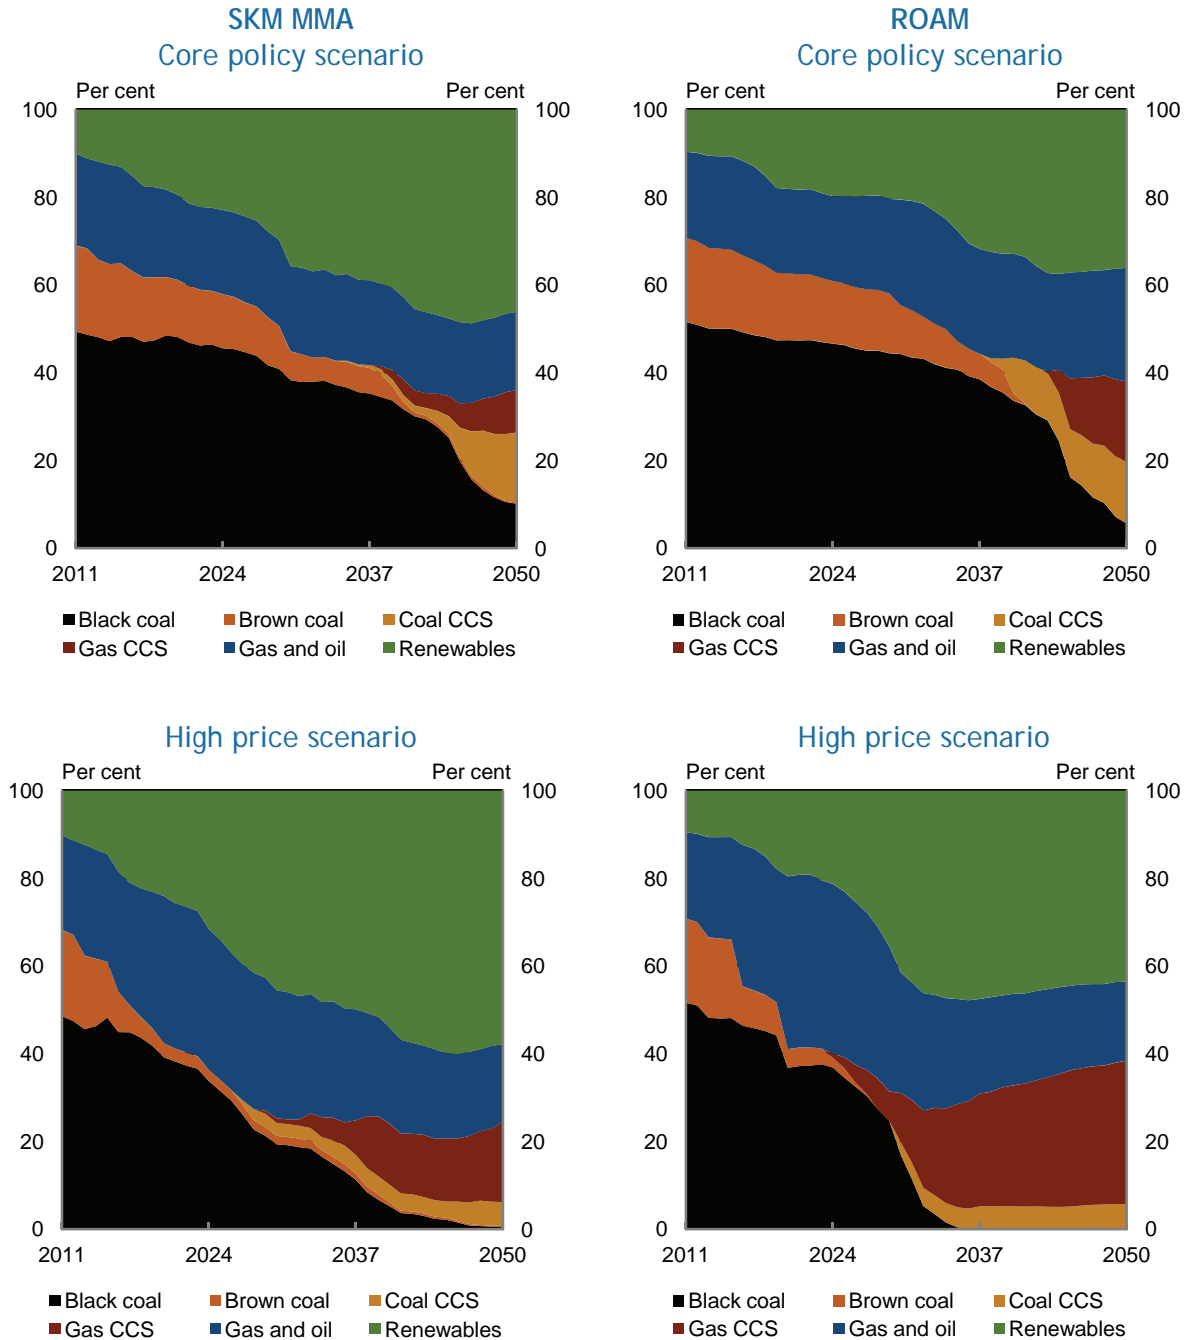 SKM MMA
Core policy scenario
Per cent Per cent
100 100
80 80
60 60
40 40
20 20
0 0
2011 2024 2037 2050
Black coal Brown coal Coal CCS
Gas CCS Gas and oil Renewables
ROAM
Core policy scenario
Per cent Per cent
100 100
80 80
60 60
40 40
20 20
0 0
2011 2024 2037 2050
Black coal Brown coal Coal CCS
Gas CCS Gas and oil Renewables
High price scenario
Per cent Per cent
100 100
80 80
60 60
40 40
20 20
0 0
2011 2024 2037 2050
Black coal Brown coal Coal CCS
Gas CCS Gas and oil Renewables
High price scenario
Per cent Per cent
100 100
80 80
60 60
40 40
20 20
0 0
2011 2024 2037 2050
Black coal Brown coal Coal CCS
Gas CCS Gas and oil Renewables